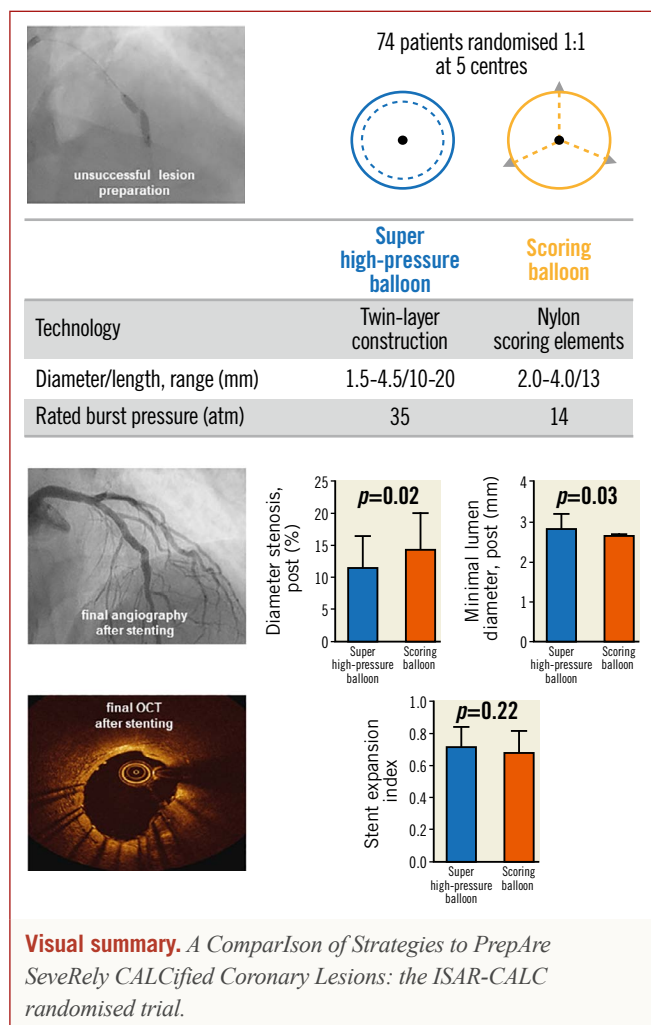 74 patients randomised 1:1
at 5 centres
unsuccessful lesion
preparation
Super
high-pressure
balloon
Scoring
balloon
Technology
Twin-layer
construction
Nylon
scoring elements
Diameter/length, range (mm)
1.5–4.5/10–20
2.0–4.0/13
Rated burst pressure (atm)
35
14
final angiography
after stenting
Diameter stenosis,
post (%)
25
20
15
10
5
0
p=0.02
Super
high-pressure
balloon
Scoring
balloon
Minimal lumen
diameter, post (mm)
4
3
2
1
0
p=0.03
Super
high-pressure
balloon
Scoring
balloon
final OCT
after stenting
Stent expansion
index
1.0
0.8
0.6
0.4
0.2
0.0
p=0.22
Super
high-pressure
balloon
Scoring
balloon
Visual summary. A ComparIson of Strategies to PrepAre
SeveRely CALCified Coronary Lesions: the ISAR-CALC
randomised trial.